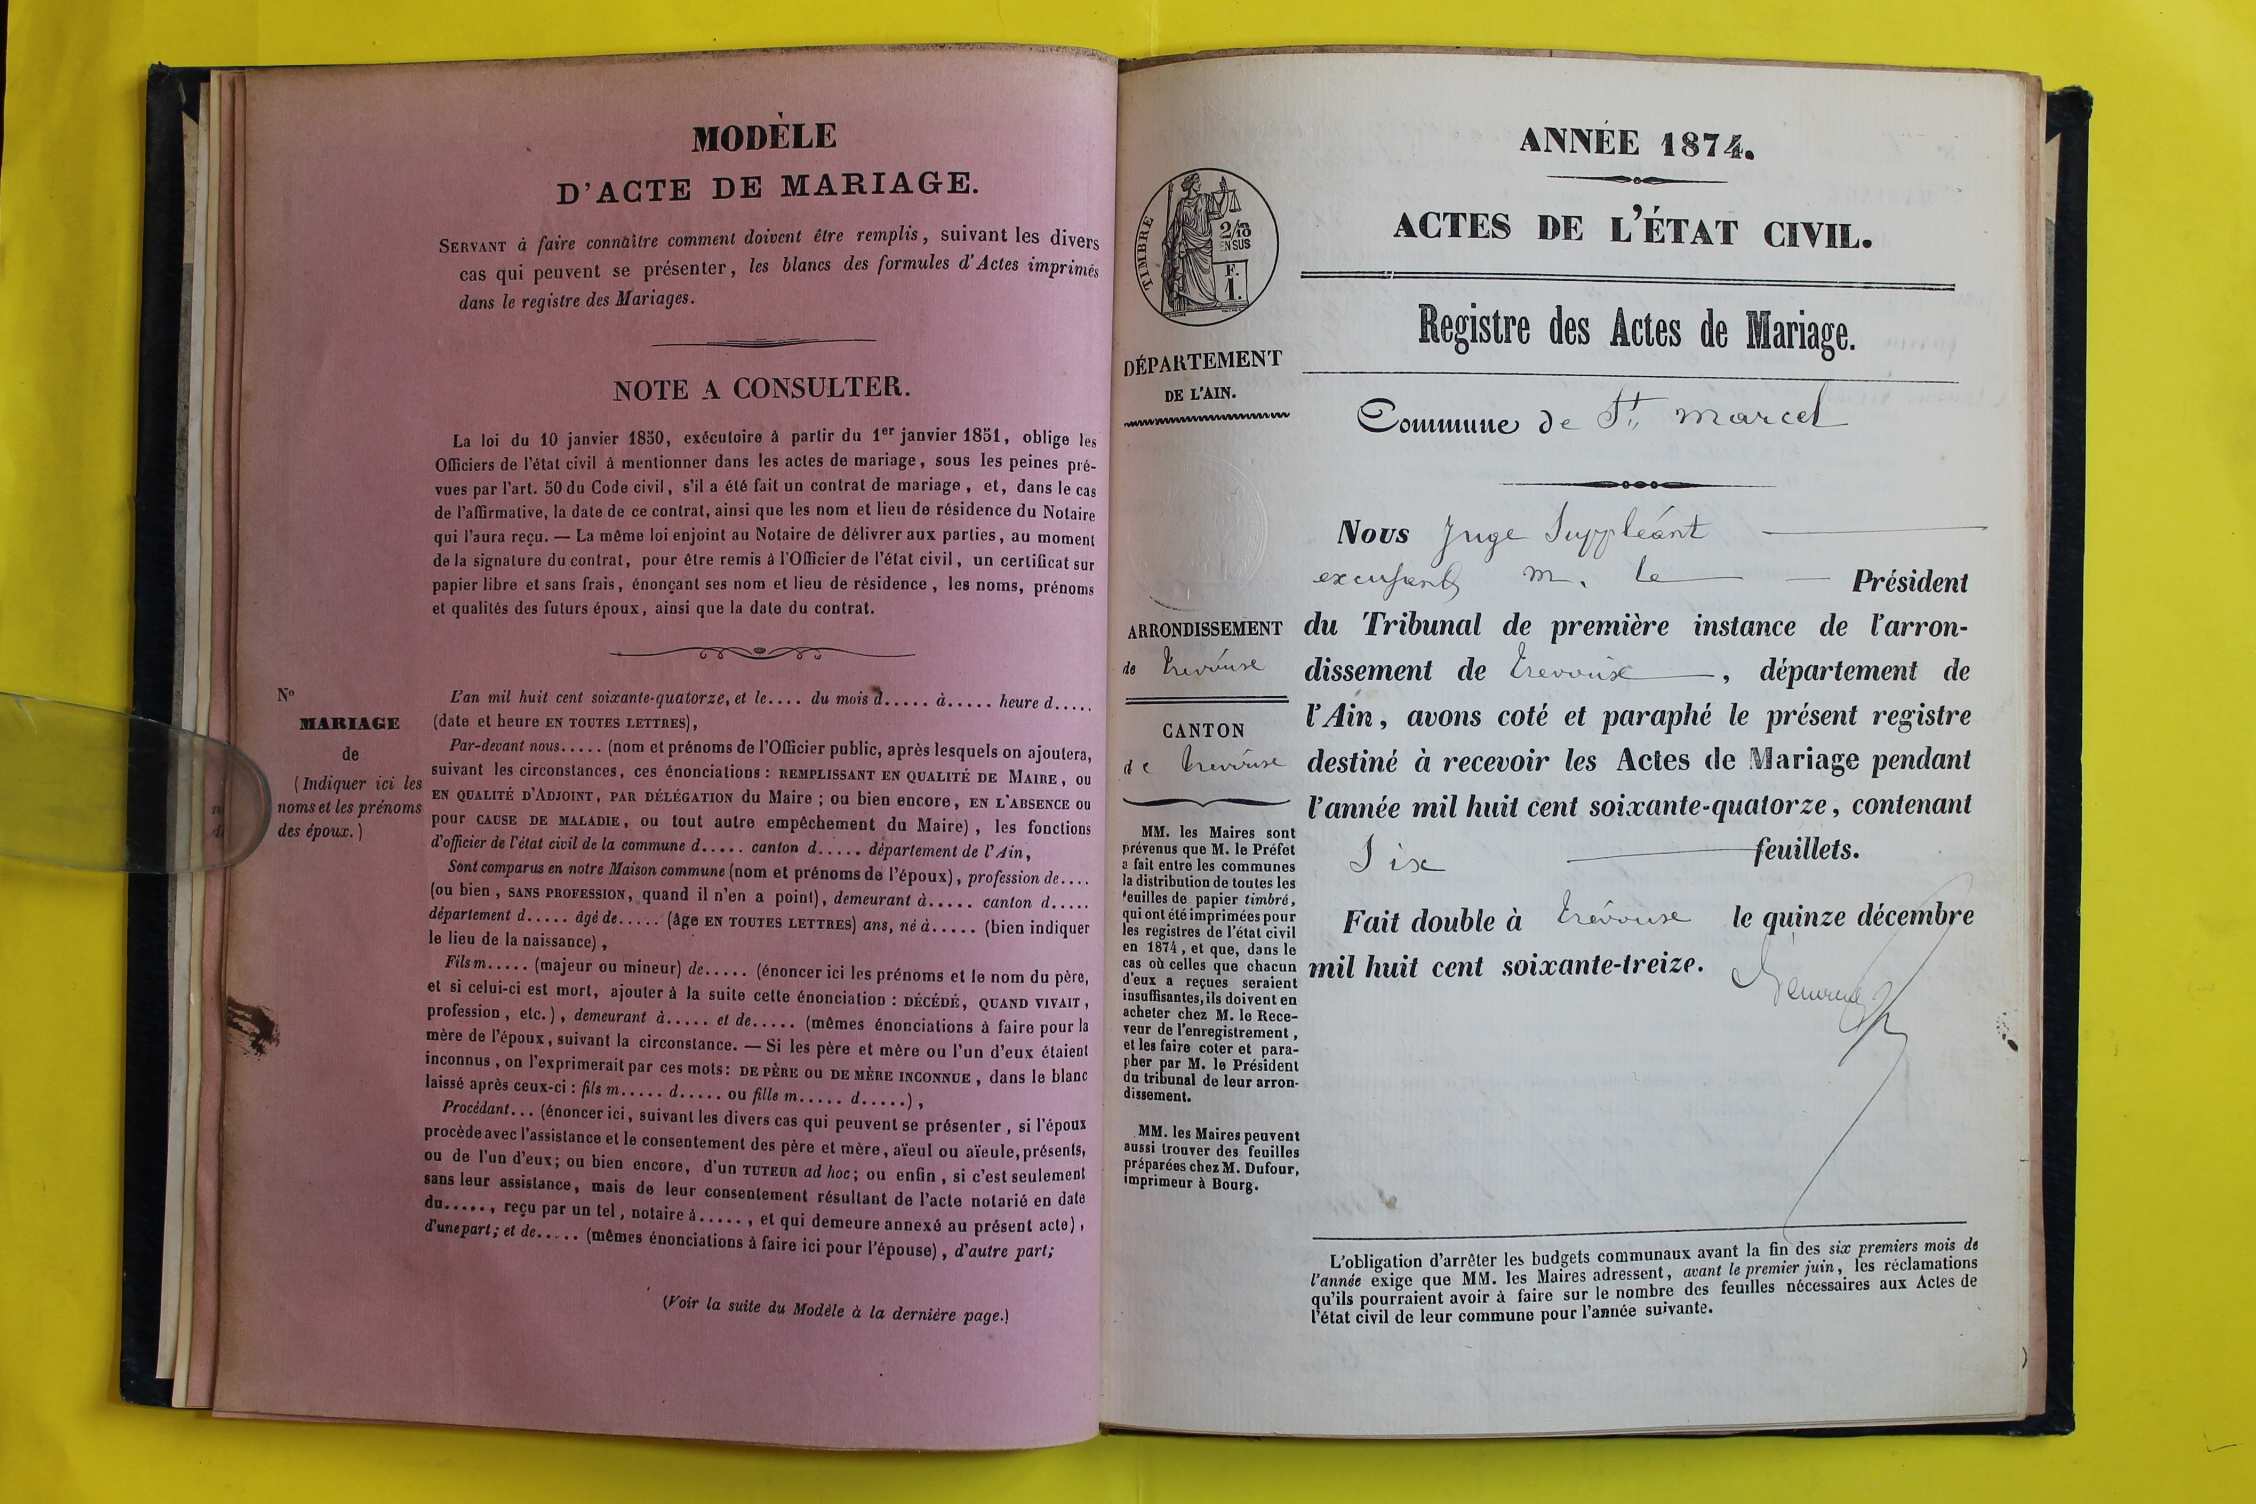 MODÈLE
D'ACTE DE MARIAGE.
SERVANT à faire connaître comment doivent être remplis, suivant les divers
cas qui peuvent se présenter, les blancs des formules d'Actes imprimés
dans le registre des Mariages.
NOTE A CONSULTER.
La loi du 10 janvier 1850, exécutoire à partir du 1er janvier 1851, oblige les
Officiers de l'état civil à mentionner dans les actes de mariage, sous les peines pré-
vues par l'art. 50 du Code civil, s'il a été fait un contrat de mariage, et, dans le cas
de l'affirmative, la date de ce contrat, ainsi que les nom et lieu de résidence du Notaire
qui l'aura reçu. — La même loi enjoint au Notaire de délivrer aux parties, au moment
de la signature du contrat, pour être remis à l'Officier de l'état civil, un certificat sur
papier libre et sans frais, énonçant ses nom et lieu de résidence, les noms, prénoms
et qualités des futurs époux, ainsi que la date du contrat.
No
MARIAGE
de
(Indiquer ici les
noms et les prénoms
des époux.)
L'an mil huit cent soixante-quatorze, et le.... du mois d..... à..... heure d.....
(date et heure EN TOUTES LETTRES),
Par-devant nous..... (nom et prénoms de l'Officier public, après lesquels on ajoutera,
suivant les circonstances, ces énonciations : REMPLISSANT EN QUALITÉ DE MAIRE, ou
EN QUALITÉ D'ADJOINT, PAR DÉLÉGATION du Maire ; ou bien encore, EN L'ABSENCE ou
pour CAUSE DE MALADIE, ou tout autre empêchement du Maire), les fonctions
d'officier de l'état civil de la commune d..... canton d..... département de l'Ain,
Sont comparus en notre Maison commune (nom et prénoms de l'époux), profession de....
(ou bien, SANS PROFESSION, quand il n'en a point), demeurant à..... canton d.....
département d..... âgé de..... (âge EN TOUTES LETTRES) ans, né à..... (bien indiquer
le lieu de la naissance),
Fils m..... (majeur ou mineur) de..... (énoncer ici les prénoms et le nom du père,
et si celui-ci est mort, ajouter à la suite cette énonciation : DÉCÉDÉ, QUAND VIVAIT,
profession, etc.), demeurant à..... et de..... (mêmes énonciations à faire pour la
mère de l'époux, suivant la circonstance. — Si les père et mère ou l'un d'eux étaient
inconnus, on l'exprimerait par ces mots: DE PÈRE ou DE MÈRE INCONNUE, dans le blanc
laissé après ceux-ci : fils m..... d..... ou fille m..... d.....),
Procédant... (énoncer ici, suivant les divers cas qui peuvent se présenter, si l'époux
procède avec l'assistance et le consentement des père et mère, aïeul ou aïeule, présents,
ou de l'un d'eux; ou bien encore, d'un TUTEUR ad hoc; ou enfin, si c'est seulement
sans leur assistance, mais de leur consentement résultant de l'acte notarié en date
du....., reçu par un tel, notaire à....., et qui demeure annexé au présent acte),
d'une part; et de..... (mêmes énonciations à faire ici pour l'épouse), d'autre part;
(Voir la suite du Modèle à la dernière page.)
ANNÉE 1874.
ACTES DE L'ÉTAT CIVIL.
TIMBRE
2/10
EN SUS
F.
1.
Registre des Actes de Mariage.
DÉPARTEMENT
DE L'AIN.
Commune de St. marcel
Nous Juge Suppléant
excusant m. le Président
du Tribunal de première instance de l'arron-
dissement de Trevoux, département de
l'Ain, avons coté et paraphé le présent registre
destiné à recevoir les Actes de Mariage pendant
l'année mil huit cent soixante-quatorze, contenant
Six feuillets.
Fait double à Trévoux le quinze décembre
mil huit cent soixante-treize.
ARRONDISSEMENT
de Trevoux
CANTON
de Trevoux
MM. les Maires sont
prévenus que M. le Préfet
a fait entre les communes
la distribution de toutes les
feuilles de papier timbré,
qui ont été imprimées pour
les registres de l'état civil
en 1874, et que, dans le
cas où celles que chacun
d'eux a reçues seraient
insuffisantes, ils doivent en
acheter chez M. le Rece-
veur de l'enregistrement,
et les faire coter et para-
pher par M. le Président
du tribunal de leur arron-
dissement.
MM. les Maires peuvent
aussi trouver des feuilles
préparées chez M. Dufour,
imprimeur à Bourg.
L'obligation d'arrêter les budgets communaux avant la fin des six premiers mois de
l'année exige que MM. les Maires adressent, avant le premier juin, les réclamations
qu'ils pourraient avoir à faire sur le nombre des feuilles nécessaires aux Actes de
l'état civil de leur commune pour l'année suivante.